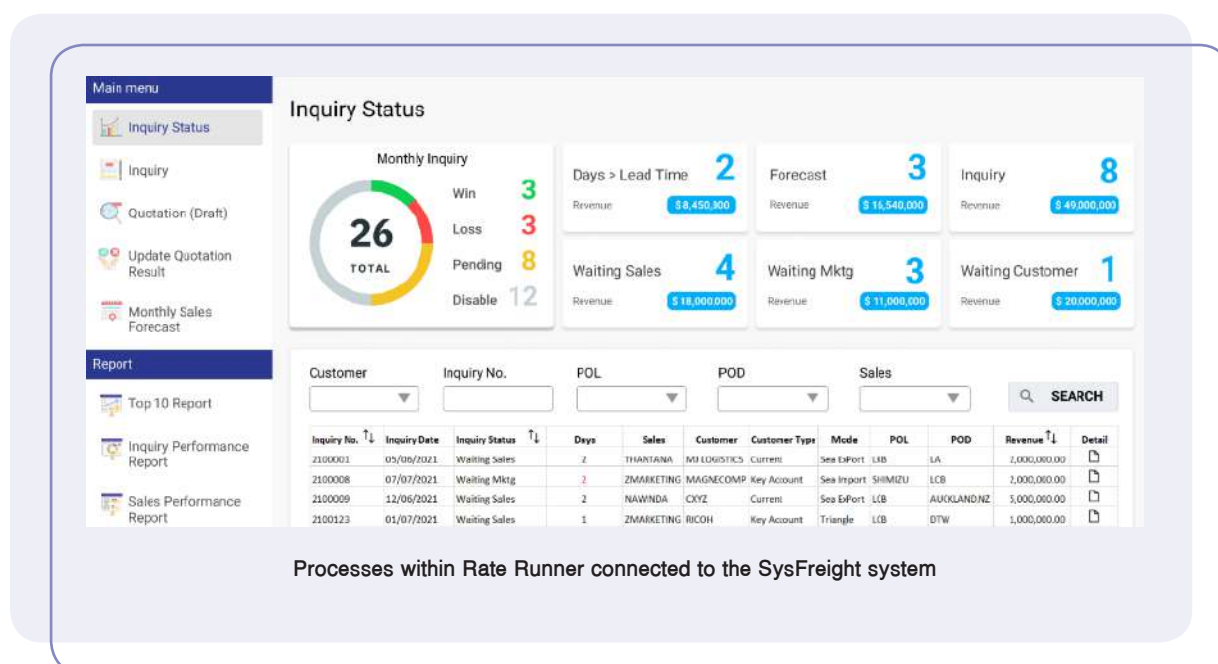 Main menu
Inquiry Status
Inquiry
Quotation (Draft)
Update Quotation
Result
Monthly Sales
Forecast
Report
Top 10 Report
Inquiry Performance
Report
Sales Performance
Report
Inquiry Status
Monthly Inquiry
26
TOTAL
Win 3
Loss 3
Pending 8
Disable 12
Days > Lead Time 2
Revenue $8,450,300
Forecast 3
Revenue $ 16,540,000
Inquiry 8
Revenue $ 49,000,000
Waiting Sales 4
Revenue $ 18,000,000
Waiting Mktg 3
Revenue $ 11,000,000
Waiting Customer 1
Revenue $ 20,000,000
Customer Inquiry No. POL POD Sales
SEARCH
Inquiry No. Inquiry Date Inquiry Status Days Sales Customer Customer Type Mode POL POD Revenue Detail
2100001 05/06/2021 Waiting Sales 2 THANTANA MJ LOGISTICS Current Sea ExPort LCB LA 2,000,000.00
2100008 07/07/2021 Waiting Mktg 2 ZMARKETING MAGNECOMP Key Account Sea Import SHIMIZU LCB 2,000,000.00
2100009 12/06/2021 Waiting Sales 2 NAWINDA CXYZ Current Sea ExPort LCB AUCKLAND,NZ 5,000,000.00
2100123 01/07/2021 Waiting Sales 1 ZMARKETING RICOH Key Account Triangle LCB DTW 1,000,000.00
Processes within Rate Runner connected to the SysFreight system